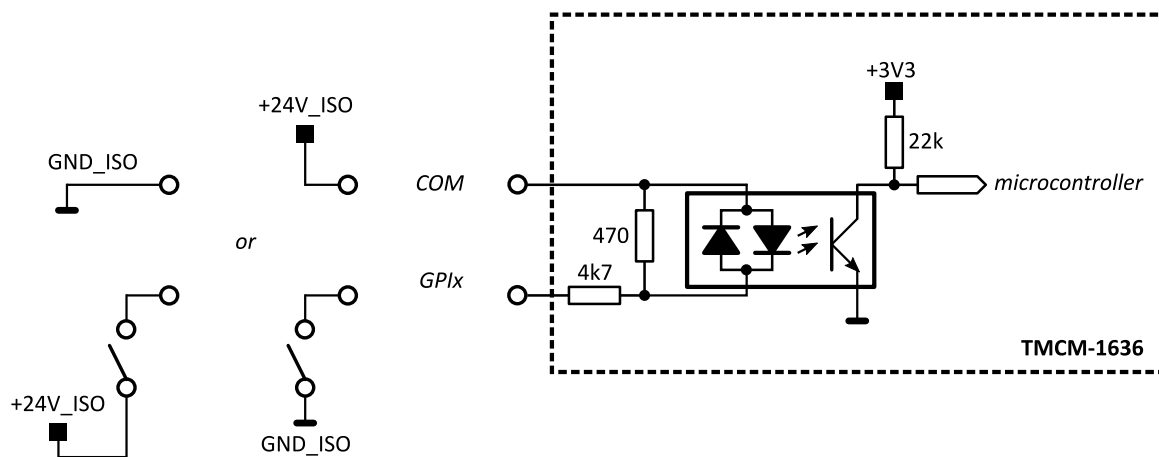 +3V3
+24V_ISO
22k
GND_ISO
COM
microcontroller
or
470
GPIx
4k7
TMCM-1636
+24V_ISO
GND_ISO